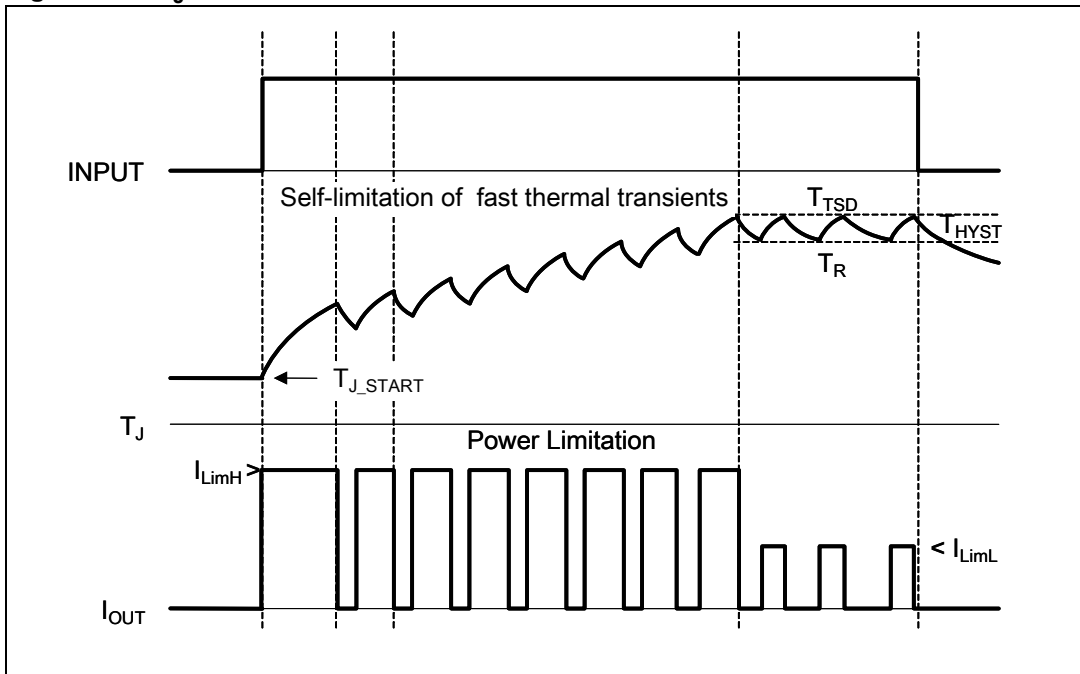 INPUT
Self-limitation of fast thermal transients
T_TSD
T_HYST
T_R
T_J_START
T_J
Power Limitation
I_LimH >
< I_LimL
I_OUT